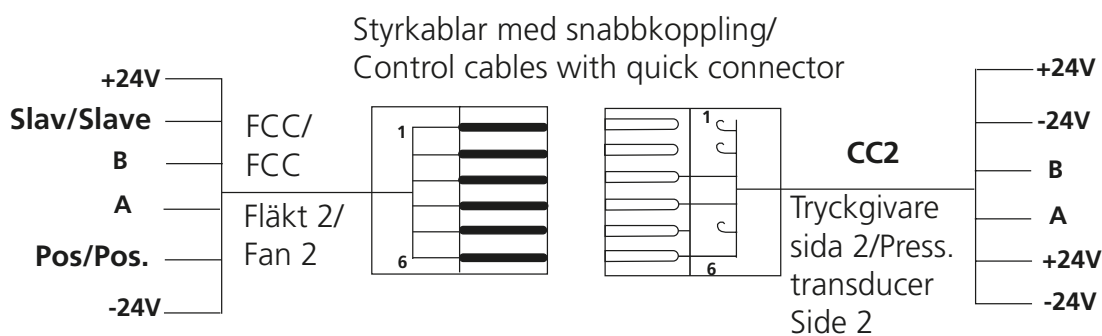 Styrkablar med snabbkoppling/
Control cables with quick connector
+24V
Slav/Slave
B
A
Pos/Pos.
-24V
FCC/
FCC
Fläkt 2/
Fan 2
1
6
1
6
CC2
Tryckgivare
sida 2/Press.
transducer
Side 2
+24V
-24V
B
A
+24V
-24V